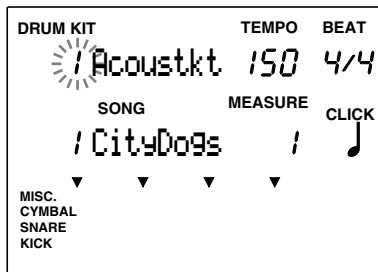 DRUM KIT TEMPO BEAT
1 Acoustkt 150 4/4
SONG MEASURE CLICK
1 CityDogs 1
MISC.
CYMBAL
SNARE
KICK